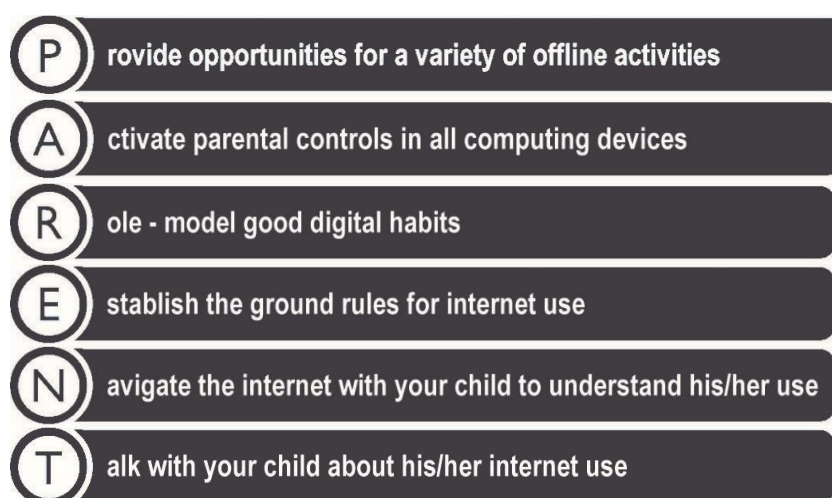 P rovide opportunities for a variety of offline activities
A ctivate parental controls in all computing devices
R ole - model good digital habits
E stablish the ground rules for internet use
N avigate the internet with your child to understand his/her use
T alk with your child about his/her internet use